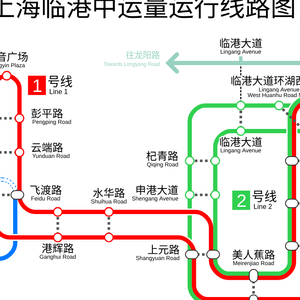 上海临港中运量运行线路图
临港大道
Lingang Avenue
往龙阳路
Towards Longyang Road
音广场
gyin Plaza
临港大道环湖西
Lingang Avenue
West Huanhu Road
1 号线
Line 1
彭平路
Pengping Road
临港大道
Lingang Avenue
云端路
Yunduan Road
杞青路
Qiqing Road
飞渡路
Feidu Road
水华路
Shuihua Road
申港大道
Shengang Avenue
2 号线
Line 2
港辉路
Ganghui Road
上元路
Shangyuan Road
美人蕉路
Meirenjiao Road